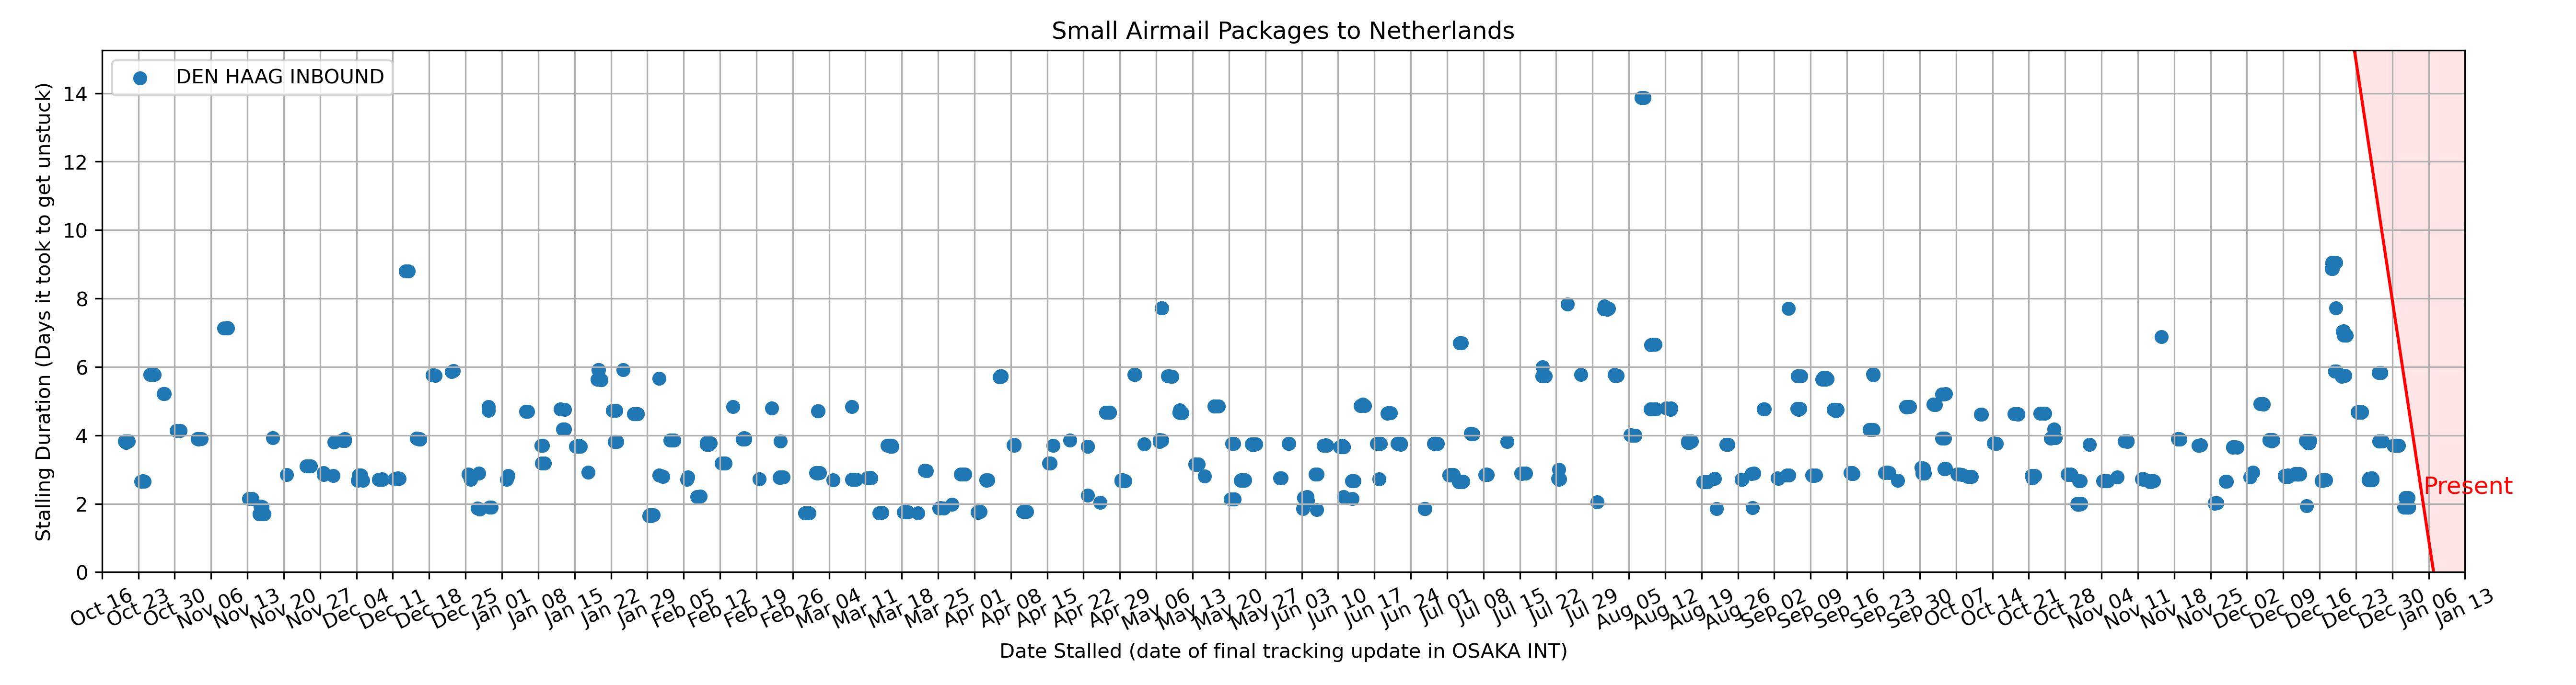 Small Airmail Packages to Netherlands
DEN HAAG INBOUND
Stalling Duration (Days it took to get unstuck)
14
12
10
8
6
4
2
0
Present
Oct 16 Oct 23 Oct 30 Nov 06 Nov 13 Nov 20 Nov 27 Dec 04 Dec 11 Dec 18 Dec 25 Jan 01 Jan 08 Jan 15 Jan 22 Jan 29 Feb 05 Feb 12 Feb 19 Feb 26 Mar 04 Mar 11 Mar 18 Mar 25 Apr 01 Apr 08 Apr 15 Apr 22 Apr 29 May 06 May 13 May 20 May 27 Jun 03 Jun 10 Jun 17 Jun 24 Jul 01 Jul 08 Jul 15 Jul 22 Jul 29 Aug 05 Aug 12 Aug 19 Aug 26 Sep 02 Sep 09 Sep 16 Sep 23 Sep 30 Oct 07 Oct 14 Oct 21 Oct 28 Nov 04 Nov 11 Nov 18 Nov 25 Dec 02 Dec 09 Dec 16 Dec 23 Dec 30 Jan 06 Jan 13
Date Stalled (date of final tracking update in OSAKA INT)